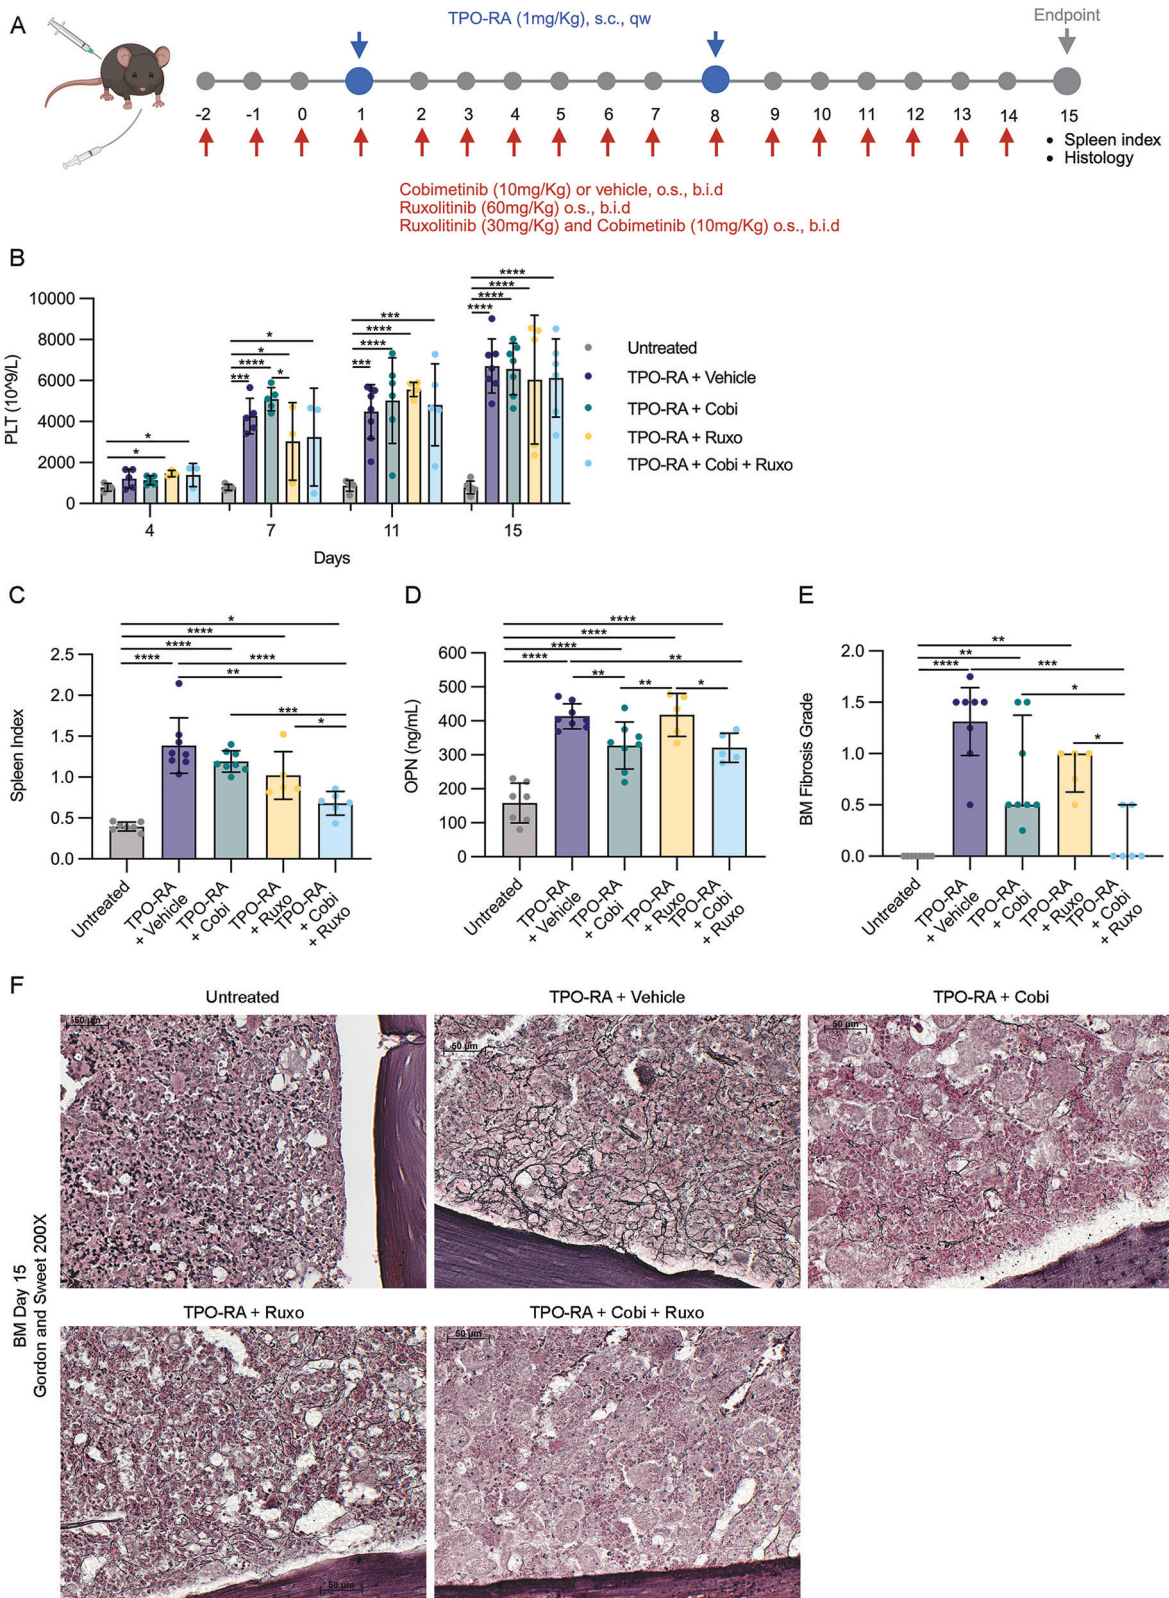 A
TPO-RA (1mg/Kg), s.c., qw
Endpoint
-2 -1 0 1 2 3 4 5 6 7 8 9 10 11 12 13 14 15
• Spleen index
• Histology
Cobimetinib (10mg/Kg) or vehicle, o.s., b.i.d
Ruxolitinib (60mg/Kg) o.s., b.i.d
Ruxolitinib (30mg/Kg) and Cobimetinib (10mg/Kg) o.s., b.i.d
B
PLT (10^9/L)
10000
8000
6000
4000
2000
0
* *
*** **** * * *
*** **** **** ***
**** **** **** ****
4 7 11 15
Days
Untreated
TPO-RA + Vehicle
TPO-RA + Cobi
TPO-RA + Ruxo
TPO-RA + Cobi + Ruxo
C
Spleen Index
2.5
2.0
1.5
1.0
0.5
0.0
*
****
****
**** ****
**
***
*
Untreated
TPO-RA + Vehicle
TPO-RA + Cobi
TPO-RA + Ruxo
TPO-RA + Cobi + Ruxo
D
OPN (ng/mL)
600
500
400
300
200
100
0
****
****
****
**** **
**
** *
Untreated
TPO-RA + Vehicle
TPO-RA + Cobi
TPO-RA + Ruxo
TPO-RA + Cobi + Ruxo
E
BM Fibrosis Grade
2.0
1.5
1.0
0.5
0.0
**
**
**** ***
*
*
Untreated
TPO-RA + Vehicle
TPO-RA + Cobi
TPO-RA + Ruxo
TPO-RA + Cobi + Ruxo
F
BM Day 15
Gordon and Sweet 200X
Untreated
50 µm
TPO-RA + Vehicle
50 µm
TPO-RA + Cobi
50 µm
TPO-RA + Ruxo
50 µm
TPO-RA + Cobi + Ruxo
50 µm